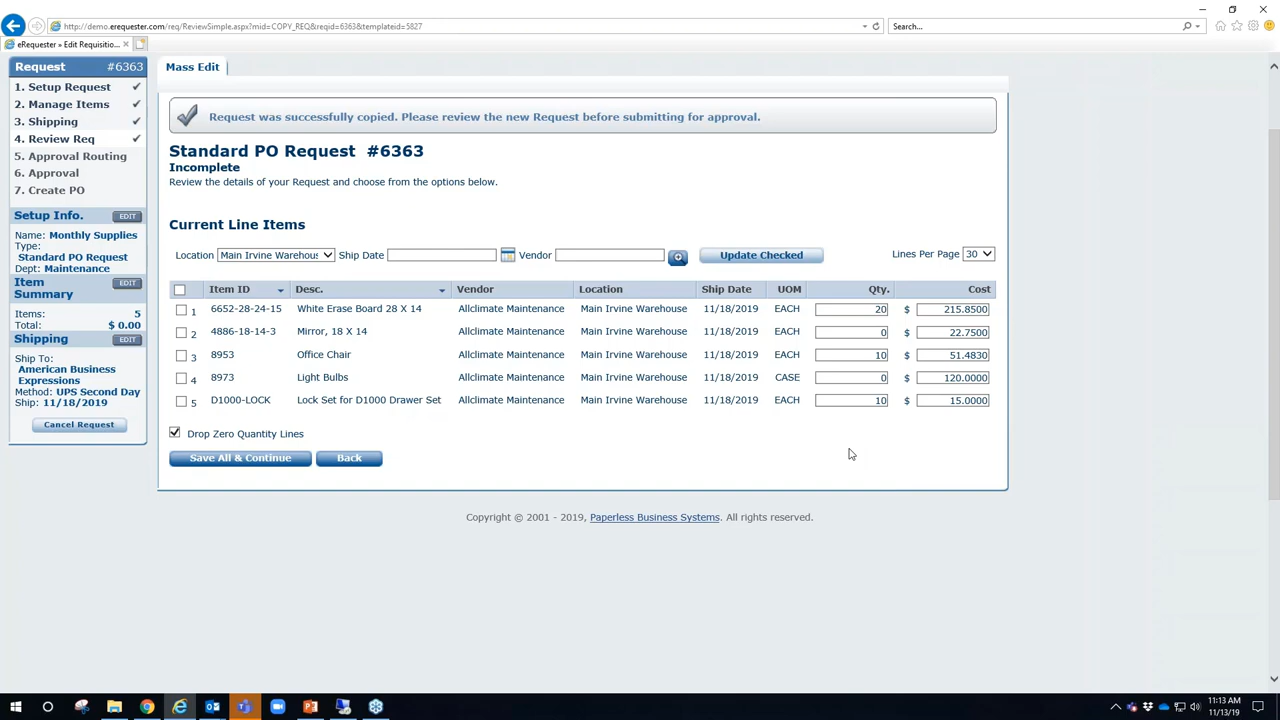 http://demo.erequester.com/req/ReviewSimple.aspx?mid=COPY_REQ&reqid=6363&templateid=5827
Search...
eRequester » Edit Requisitio...
Request #6363
1. Setup Request
2. Manage Items
3. Shipping
4. Review Req
5. Approval Routing
6. Approval
7. Create PO
Setup Info. EDIT
Name: Monthly Supplies
Type:
Standard PO Request
Dept: Maintenance
Item Summary EDIT
Items: 5
Total: $ 0.00
Shipping EDIT
Ship To:
American Business
Expressions
Method: UPS Second Day
Ship: 11/18/2019
Cancel Request
Mass Edit
Request was successfully copied. Please review the new Request before submitting for approval.
Standard PO Request #6363
Incomplete
Review the details of your Request and choose from the options below.
Current Line Items
Location Main Irvine Warehous Ship Date Vendor Update Checked Lines Per Page 30
Item ID Desc. Vendor Location Ship Date UOM Qty. Cost
1 6652-28-24-15 White Erase Board 28 X 14 Allclimate Maintenance Main Irvine Warehouse 11/18/2019 EACH 20 $ 215.8500
2 4886-18-14-3 Mirror, 18 X 14 Allclimate Maintenance Main Irvine Warehouse 11/18/2019 EACH 0 $ 22.7500
3 8953 Office Chair Allclimate Maintenance Main Irvine Warehouse 11/18/2019 EACH 10 $ 51.4830
4 8973 Light Bulbs Allclimate Maintenance Main Irvine Warehouse 11/18/2019 CASE 0 $ 120.0000
5 D1000-LOCK Lock Set for D1000 Drawer Set Allclimate Maintenance Main Irvine Warehouse 11/18/2019 EACH 10 $ 15.0000
Drop Zero Quantity Lines
Save All & Continue Back
Copyright © 2001 - 2019, Paperless Business Systems. All rights reserved.
11:13 AM
11/13/19